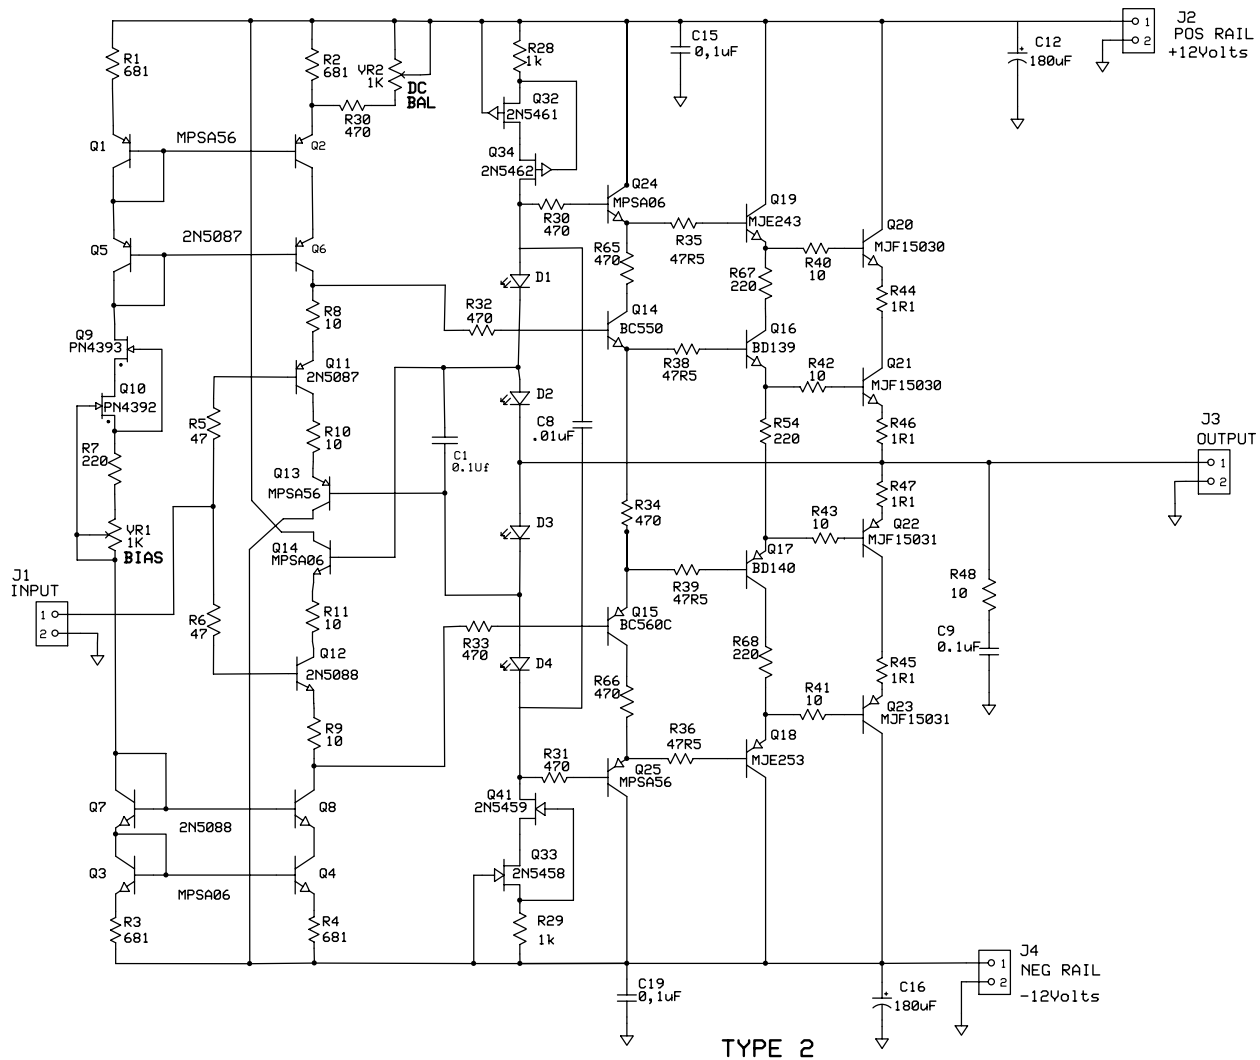 R1
681
R2
681
VR2
1K
DC
BAL
R30
470
R28
1k
C15
0,1uF
C12
180uF
J2
POS RAIL
+12Volts
1
2
Q1
MPSA56
Q2
Q32
2N5461
Q34
2N5462
Q24
MPSA06
R30
470
R35
47R5
Q19
MJE243
Q20
MJF15030
R40
10
Q5
2N5087
Q6
R65
470
R67
220
R44
1R1
D1
R8
10
R32
470
Q14
BC550
Q16
BD139
Q21
MJF15030
R42
10
R38
47R5
Q9
PN4393
Q10
PN4392
Q11
2N5087
D2
C8
.01uF
R54
220
R46
1R1
J3
OUTPUT
1
2
R5
47
R10
10
C1
0.1Uf
R7
220
Q13
MPSA56
R34
470
R47
1R1
R43
10
Q22
MJF15031
D3
VR1
1K
BIAS
Q14
MPSA06
Q17
BD140
R39
47R5
R48
10
J1
INPUT
1
2
R6
47
R11
10
Q15
BC560C
C9
0.1uF
R33
470
Q12
2N5088
D4
R68
220
R45
1R1
R66
470
R41
10
Q23
MJF15031
R9
10
R36
47R5
Q18
MJE253
R31
470
Q25
MPSA56
Q7
2N5088
Q8
Q41
2N5459
Q33
2N5458
Q3
MPSA06
Q4
R3
681
R4
681
R29
1k
J4
NEG RAIL
-12Volts
1
2
C19
0,1uF
C16
180uF
+
+
TYPE 2